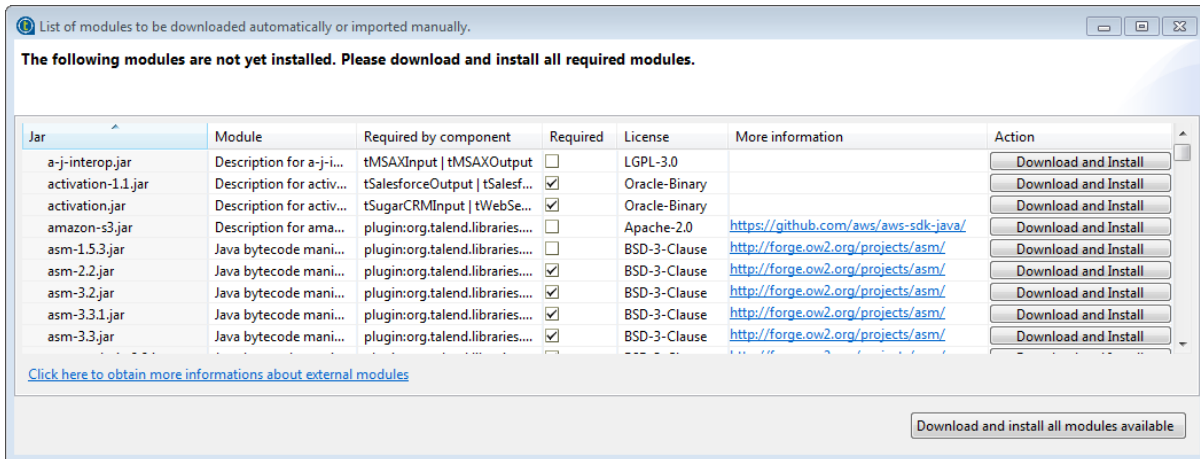 List of modules to be downloaded automatically or imported manually.
The following modules are not yet installed. Please download and install all required modules.
Jar Module Required by component Required License More information Action
a-j-interop.jar Description for a-j-i... tMSAXInput | tMSAXOutput LGPL-3.0 Download and Install
activation-1.1.jar Description for activ... tSalesforceOutput | tSalesf... Oracle-Binary Download and Install
activation.jar Description for activ... tSugarCRMInput | tWebSe... Oracle-Binary Download and Install
amazon-s3.jar Description for ama... plugin:org.talend.libraries.... Apache-2.0 https://github.com/aws/aws-sdk-java/ Download and Install
asm-1.5.3.jar Java bytecode mani... plugin:org.talend.libraries.... BSD-3-Clause http://forge.ow2.org/projects/asm/ Download and Install
asm-2.2.jar Java bytecode mani... plugin:org.talend.libraries.... BSD-3-Clause http://forge.ow2.org/projects/asm/ Download and Install
asm-3.2.jar Java bytecode mani... plugin:org.talend.libraries.... BSD-3-Clause http://forge.ow2.org/projects/asm/ Download and Install
asm-3.3.1.jar Java bytecode mani... plugin:org.talend.libraries.... BSD-3-Clause http://forge.ow2.org/projects/asm/ Download and Install
asm-3.3.jar Java bytecode mani... plugin:org.talend.libraries.... BSD-3-Clause http://forge.ow2.org/projects/asm/ Download and Install
Click here to obtain more informations about external modules
Download and install all modules available